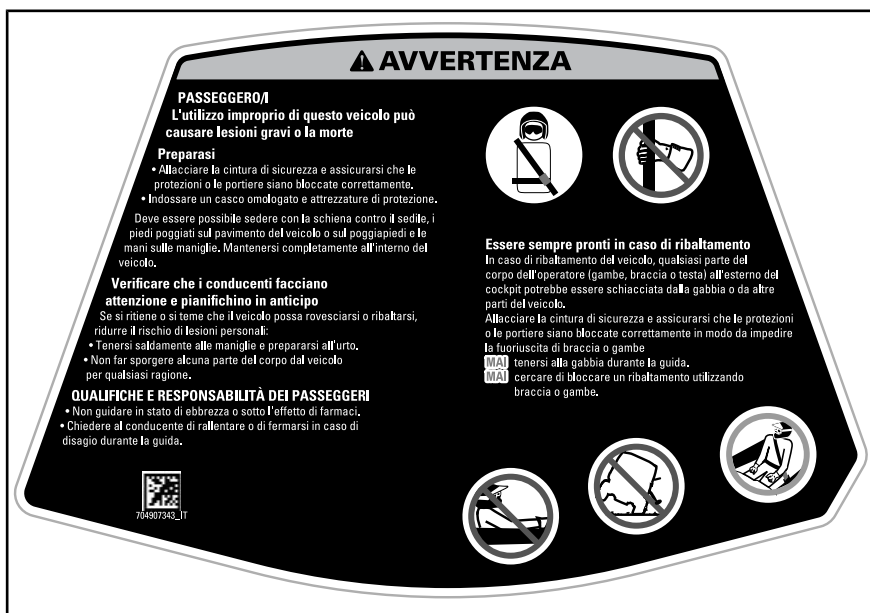 AVVERTENZA
PASSEGGERO/I
L'utilizzo improprio di questo veicolo può
causare lesioni gravi o la morte
Preparasi
• Allacciare la cintura di sicurezza e assicurarsi che le
protezioni o le portiere siano bloccate correttamente.
• Indossare un casco omologato e attrezzature di protezione.
Deve essere possibile sedere con la schiena contro il sedile, i
piedi poggiati sul pavimento del veicolo o sul poggiapiedi e le
mani sulle maniglie. Mantenersi completamente all'interno del
veicolo.
Verificare che i conducenti facciano
attenzione e pianifichino in anticipo
Se si ritiene o si teme che il veicolo possa rovesciarsi o ribaltarsi,
ridurre il rischio di lesioni personali:
• Tenersi saldamente alle maniglie e prepararsi all'urto.
• Non far sporgere alcuna parte del corpo dal veicolo
per qualsiasi ragione.
QUALIFICHE E RESPONSABILITÀ DEI PASSEGGERI
• Non guidare in stato di ebbrezza o sotto l'effetto di farmaci.
• Chiedere al conducente di rallentare o di fermarsi in caso di
disagio durante la guida.
704907343_IT
Essere sempre pronti in caso di ribaltamento
In caso di ribaltamento del veicolo, qualsiasi parte del
corpo dell'operatore (gambe, braccia o testa) all'esterno del
cockpit potrebbe essere schiacciata dalla gabbia o da altre
parti del veicolo.
Allacciare la cintura di sicurezza e assicurarsi che le protezioni
o le portiere siano bloccate correttamente in modo da impedire
la fuoriuscita di braccia o gambe
MAI tenersi alla gabbia durante la guida.
MAI cercare di bloccare un ribaltamento utilizzando
braccia o gambe.